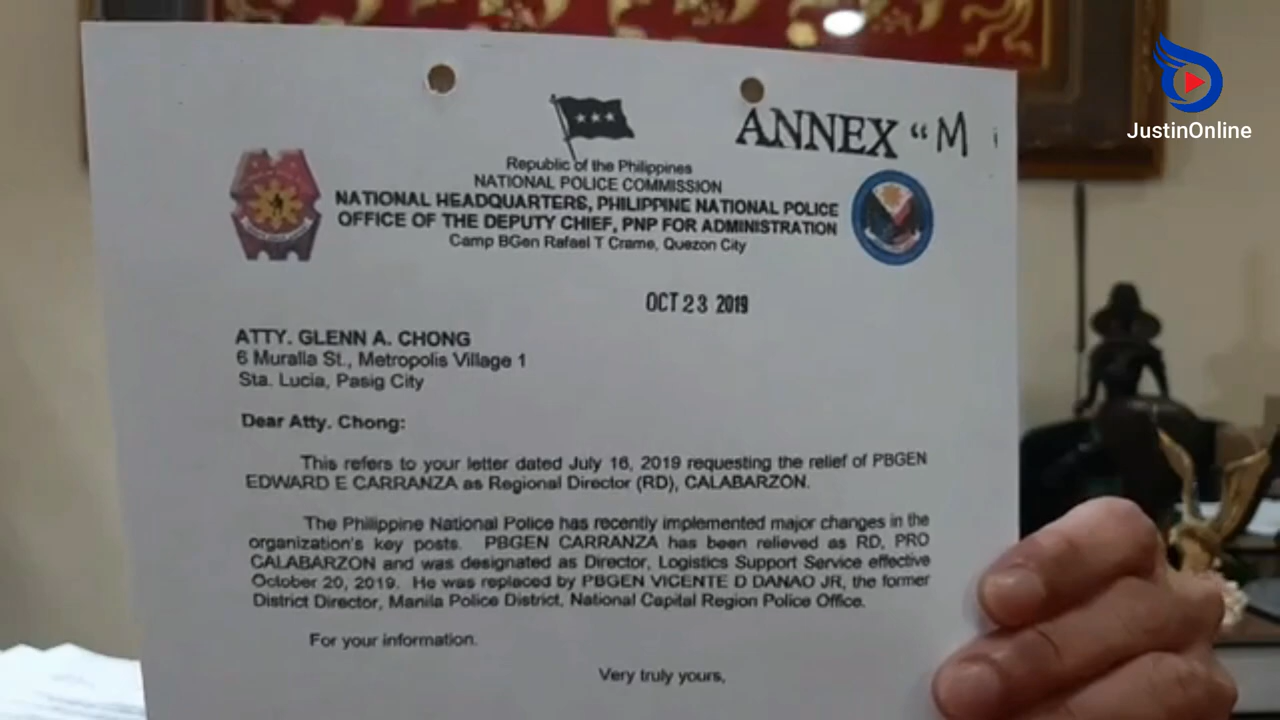 JustinOnline
ANNEX "M
Republic of the Philippines
NATIONAL POLICE COMMISSION
NATIONAL HEADQUARTERS, PHILIPPINE NATIONAL POLICE
OFFICE OF THE DEPUTY CHIEF, PNP FOR ADMINISTRATION
Camp BGen Rafael T Crame, Quezon City
OCT 23 2019
ATTY. GLENN A. CHONG
6 Muralla St., Metropolis Village 1
Sta. Lucia, Pasig City
Dear Atty. Chong:
This refers to your letter dated July 16, 2019 requesting the relief of PBGEN
EDWARD E CARRANZA as Regional Director (RD), CALABARZON.
The Philippine National Police has recently implemented major changes in the
organization's key posts. PBGEN CARRANZA has been relieved as RD, PRO
CALABARZON and was designated as Director, Logistics Support Service effective
October 20, 2019. He was replaced by PBGEN VICENTE D DANAO JR, the former
District Director, Manila Police District, National Capital Region Police Office.
For your information.
Very truly yours,